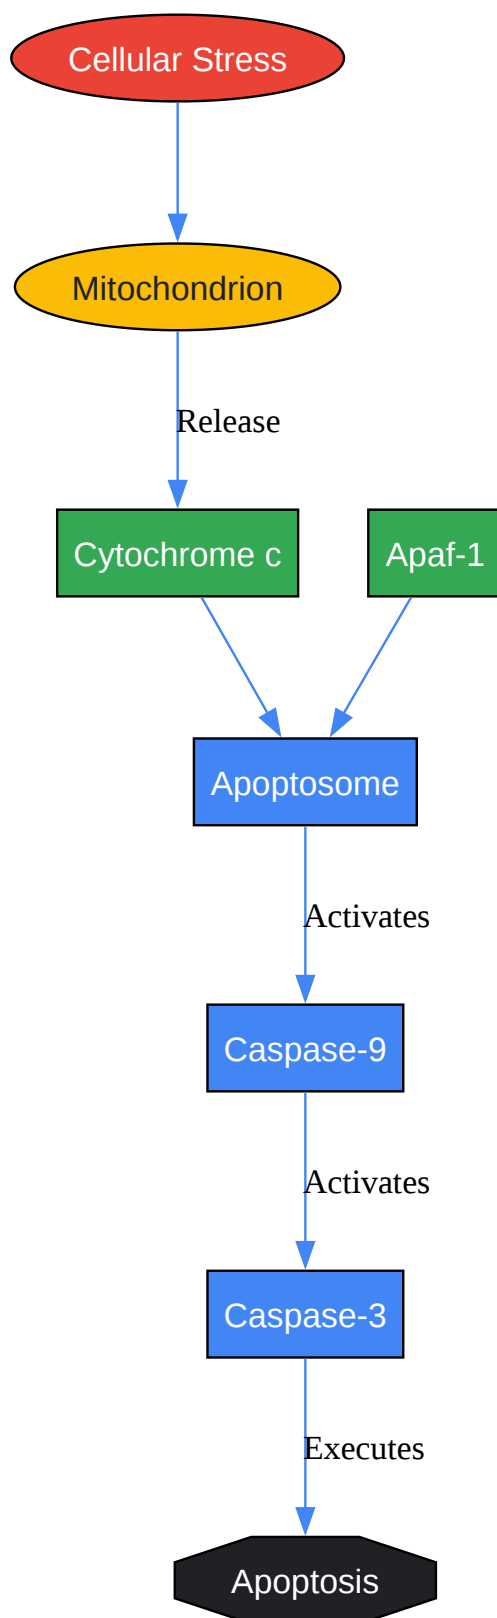 Cellular Stress
Mitochondrion
Release
Cytochrome c
Apaf-1
Apoptosome
Activates
Caspase-9
Activates
Caspase-3
Executes
Apoptosis